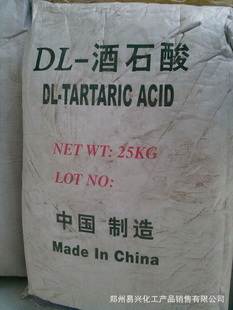 DL-酒石酸
DL-TARTARIC ACID
NET WT: 25KG
LOT NO:
中国 制造
Made In China
郑州易兴化工产品销售有限公司